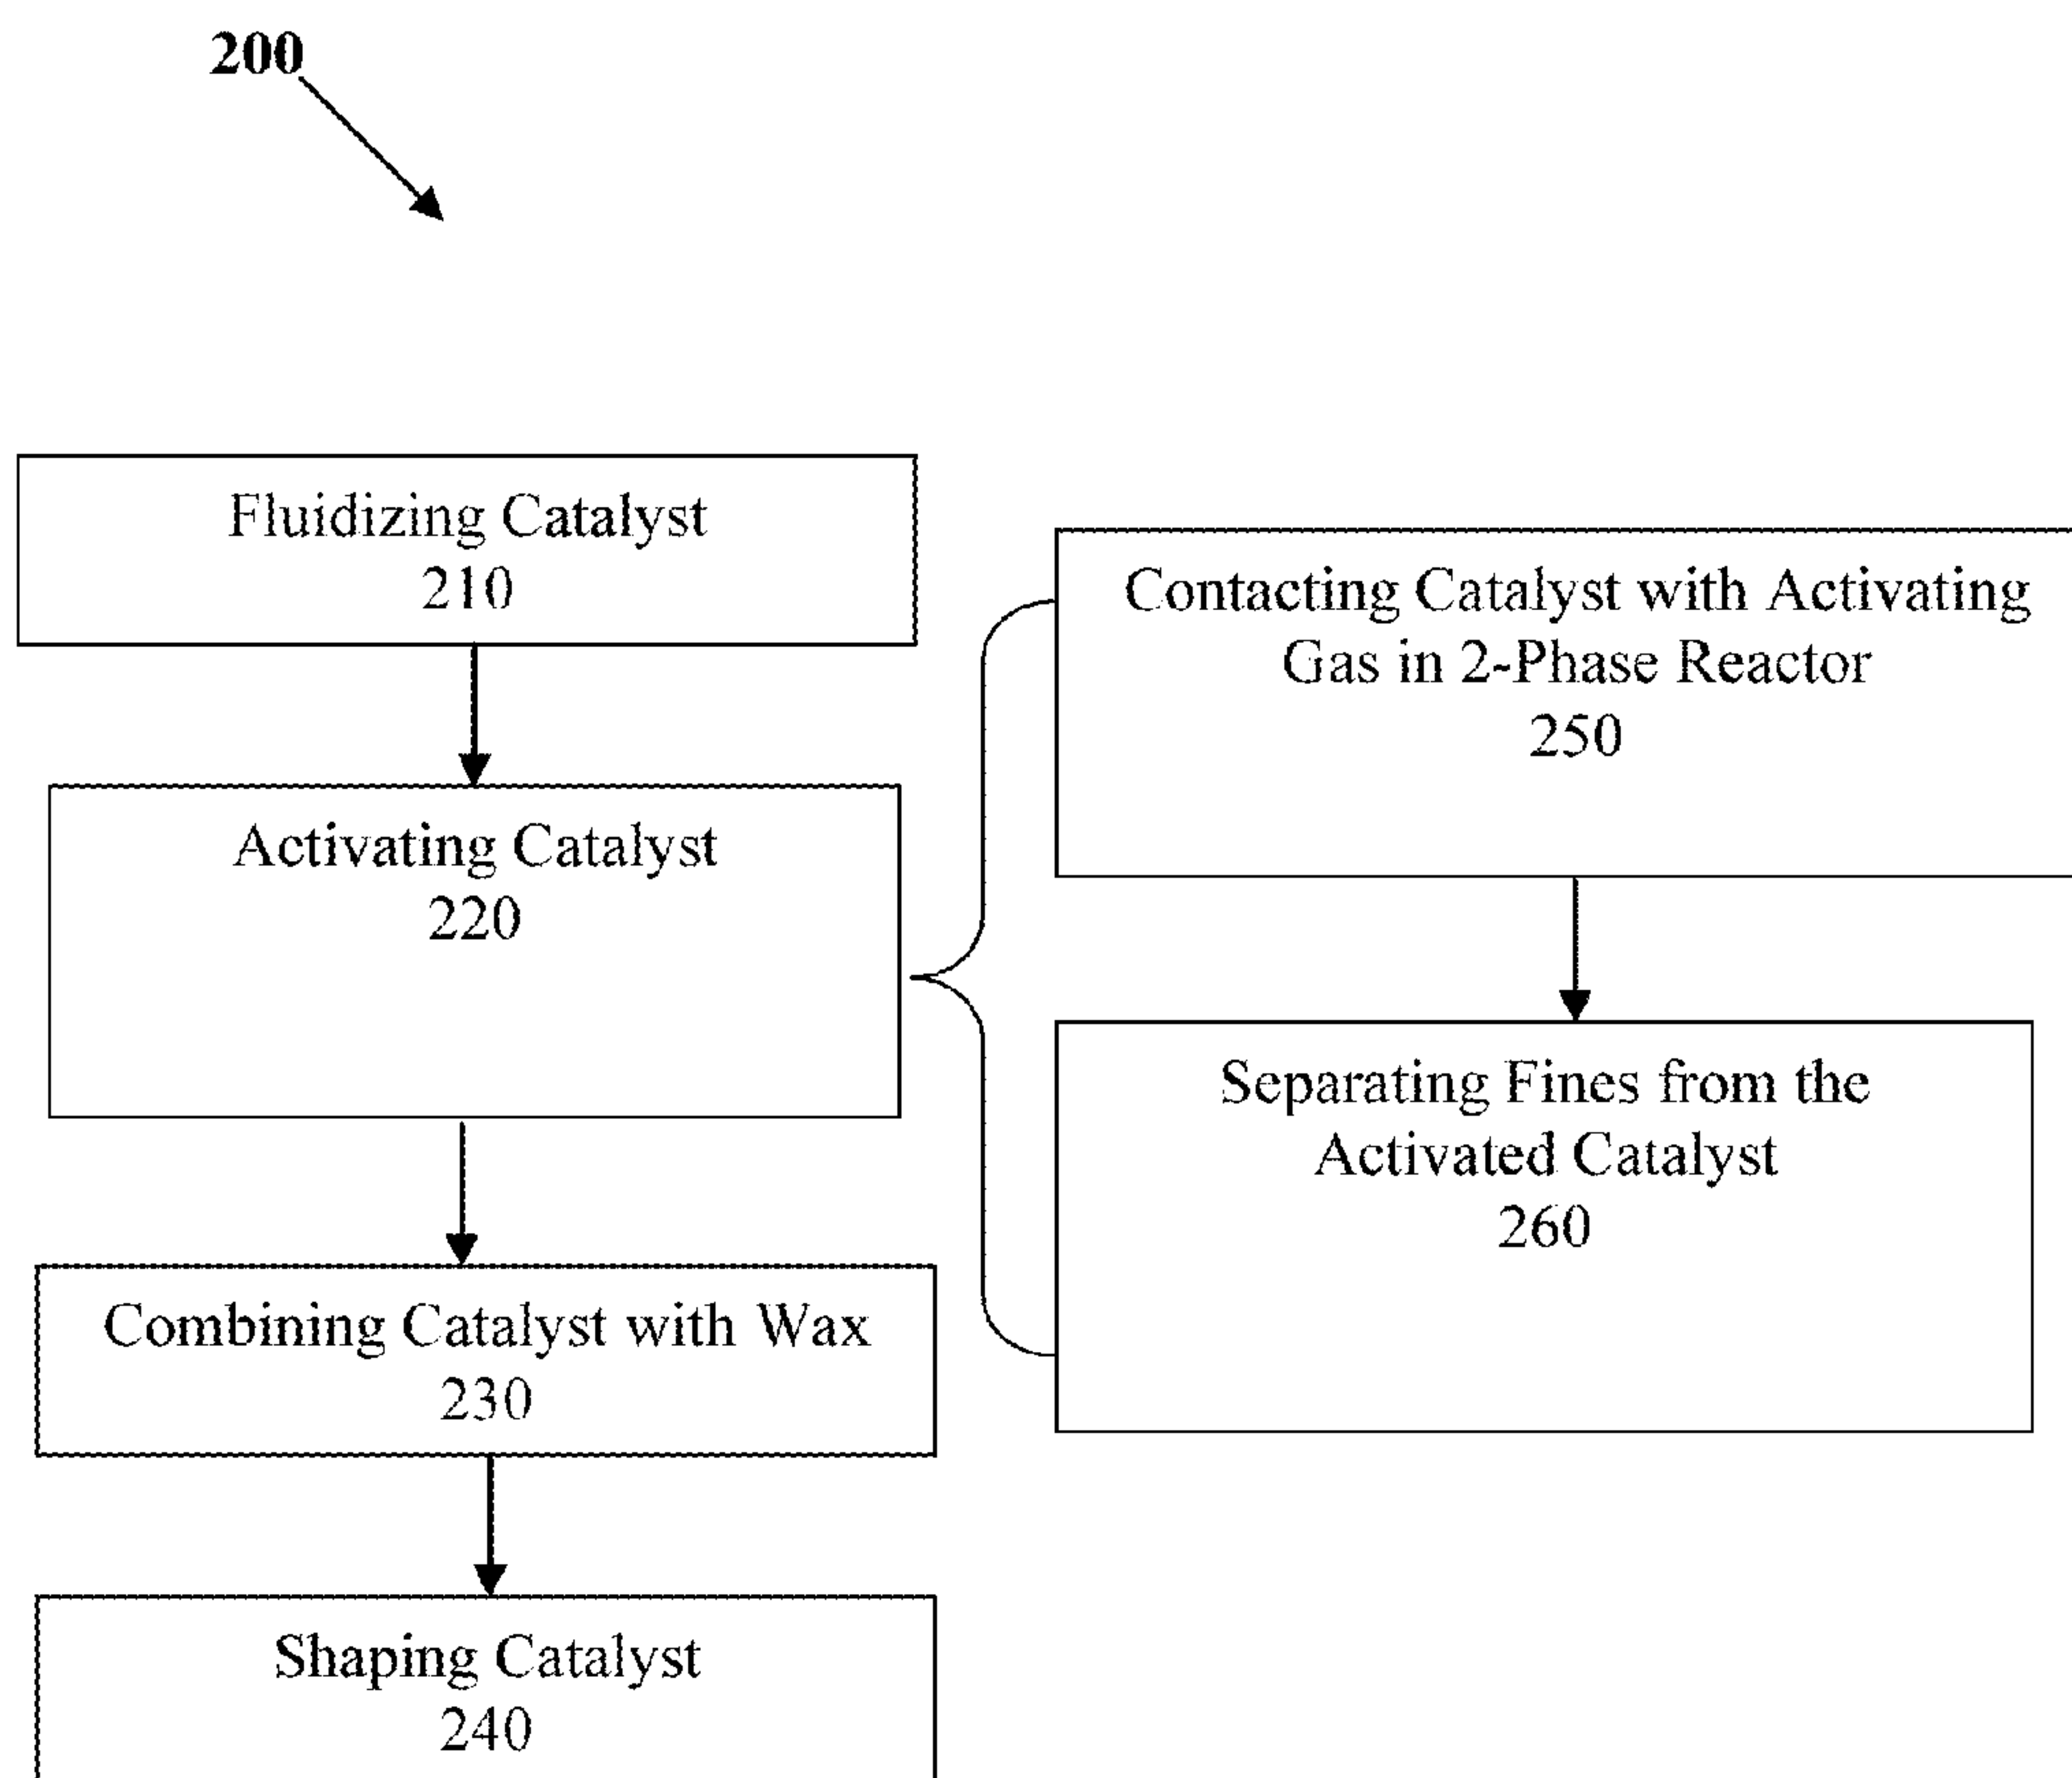 200
Fluidizing Catalyst
210
Activating Catalyst
220
Combining Catalyst with Wax
230
Shaping Catalyst
240
Contacting Catalyst with Activating
Gas in 2-Phase Reactor
250
Separating Fines from the
Activated Catalyst
260